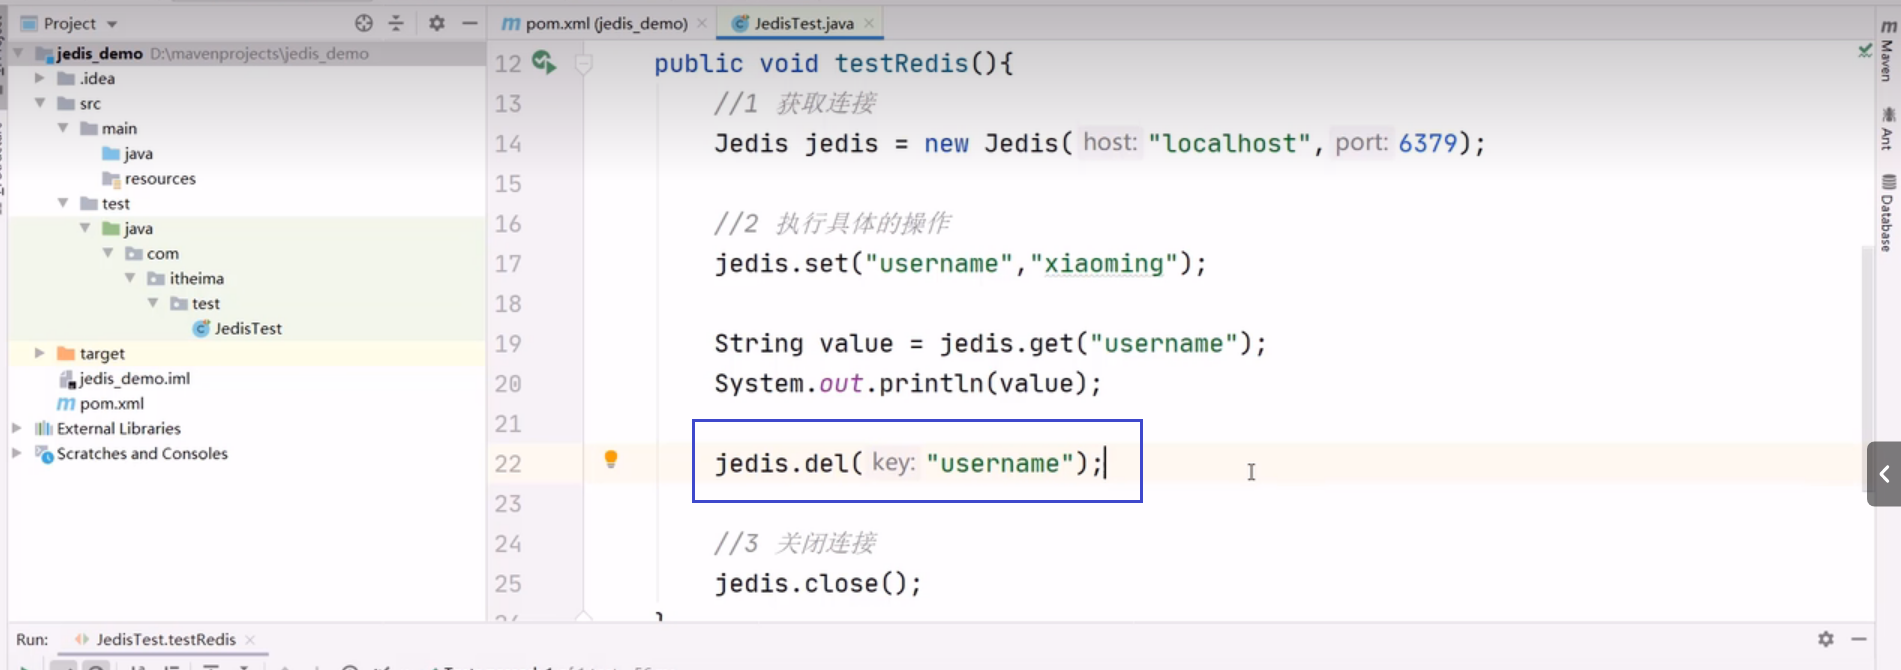 Project
pom.xml (jedis_demo)
JedisTest.java
jedis_demo D:\mavenprojects\jedis_demo
.idea
src
main
java
resources
test
java
com
itheima
test
JedisTest
target
jedis_demo.iml
pom.xml
External Libraries
Scratches and Consoles
12 public void testRedis(){
13 //1 获取连接
14 Jedis jedis = new Jedis( host: "localhost", port: 6379);
15
16 //2 执行具体的操作
17 jedis.set("username","xiaoming");
18
19 String value = jedis.get("username");
20 System.out.println(value);
21
22 jedis.del( key: "username");
23
24 //3 关闭连接
25 jedis.close();
}
Maven
Ant
Database
Run: JedisTest.testRedis